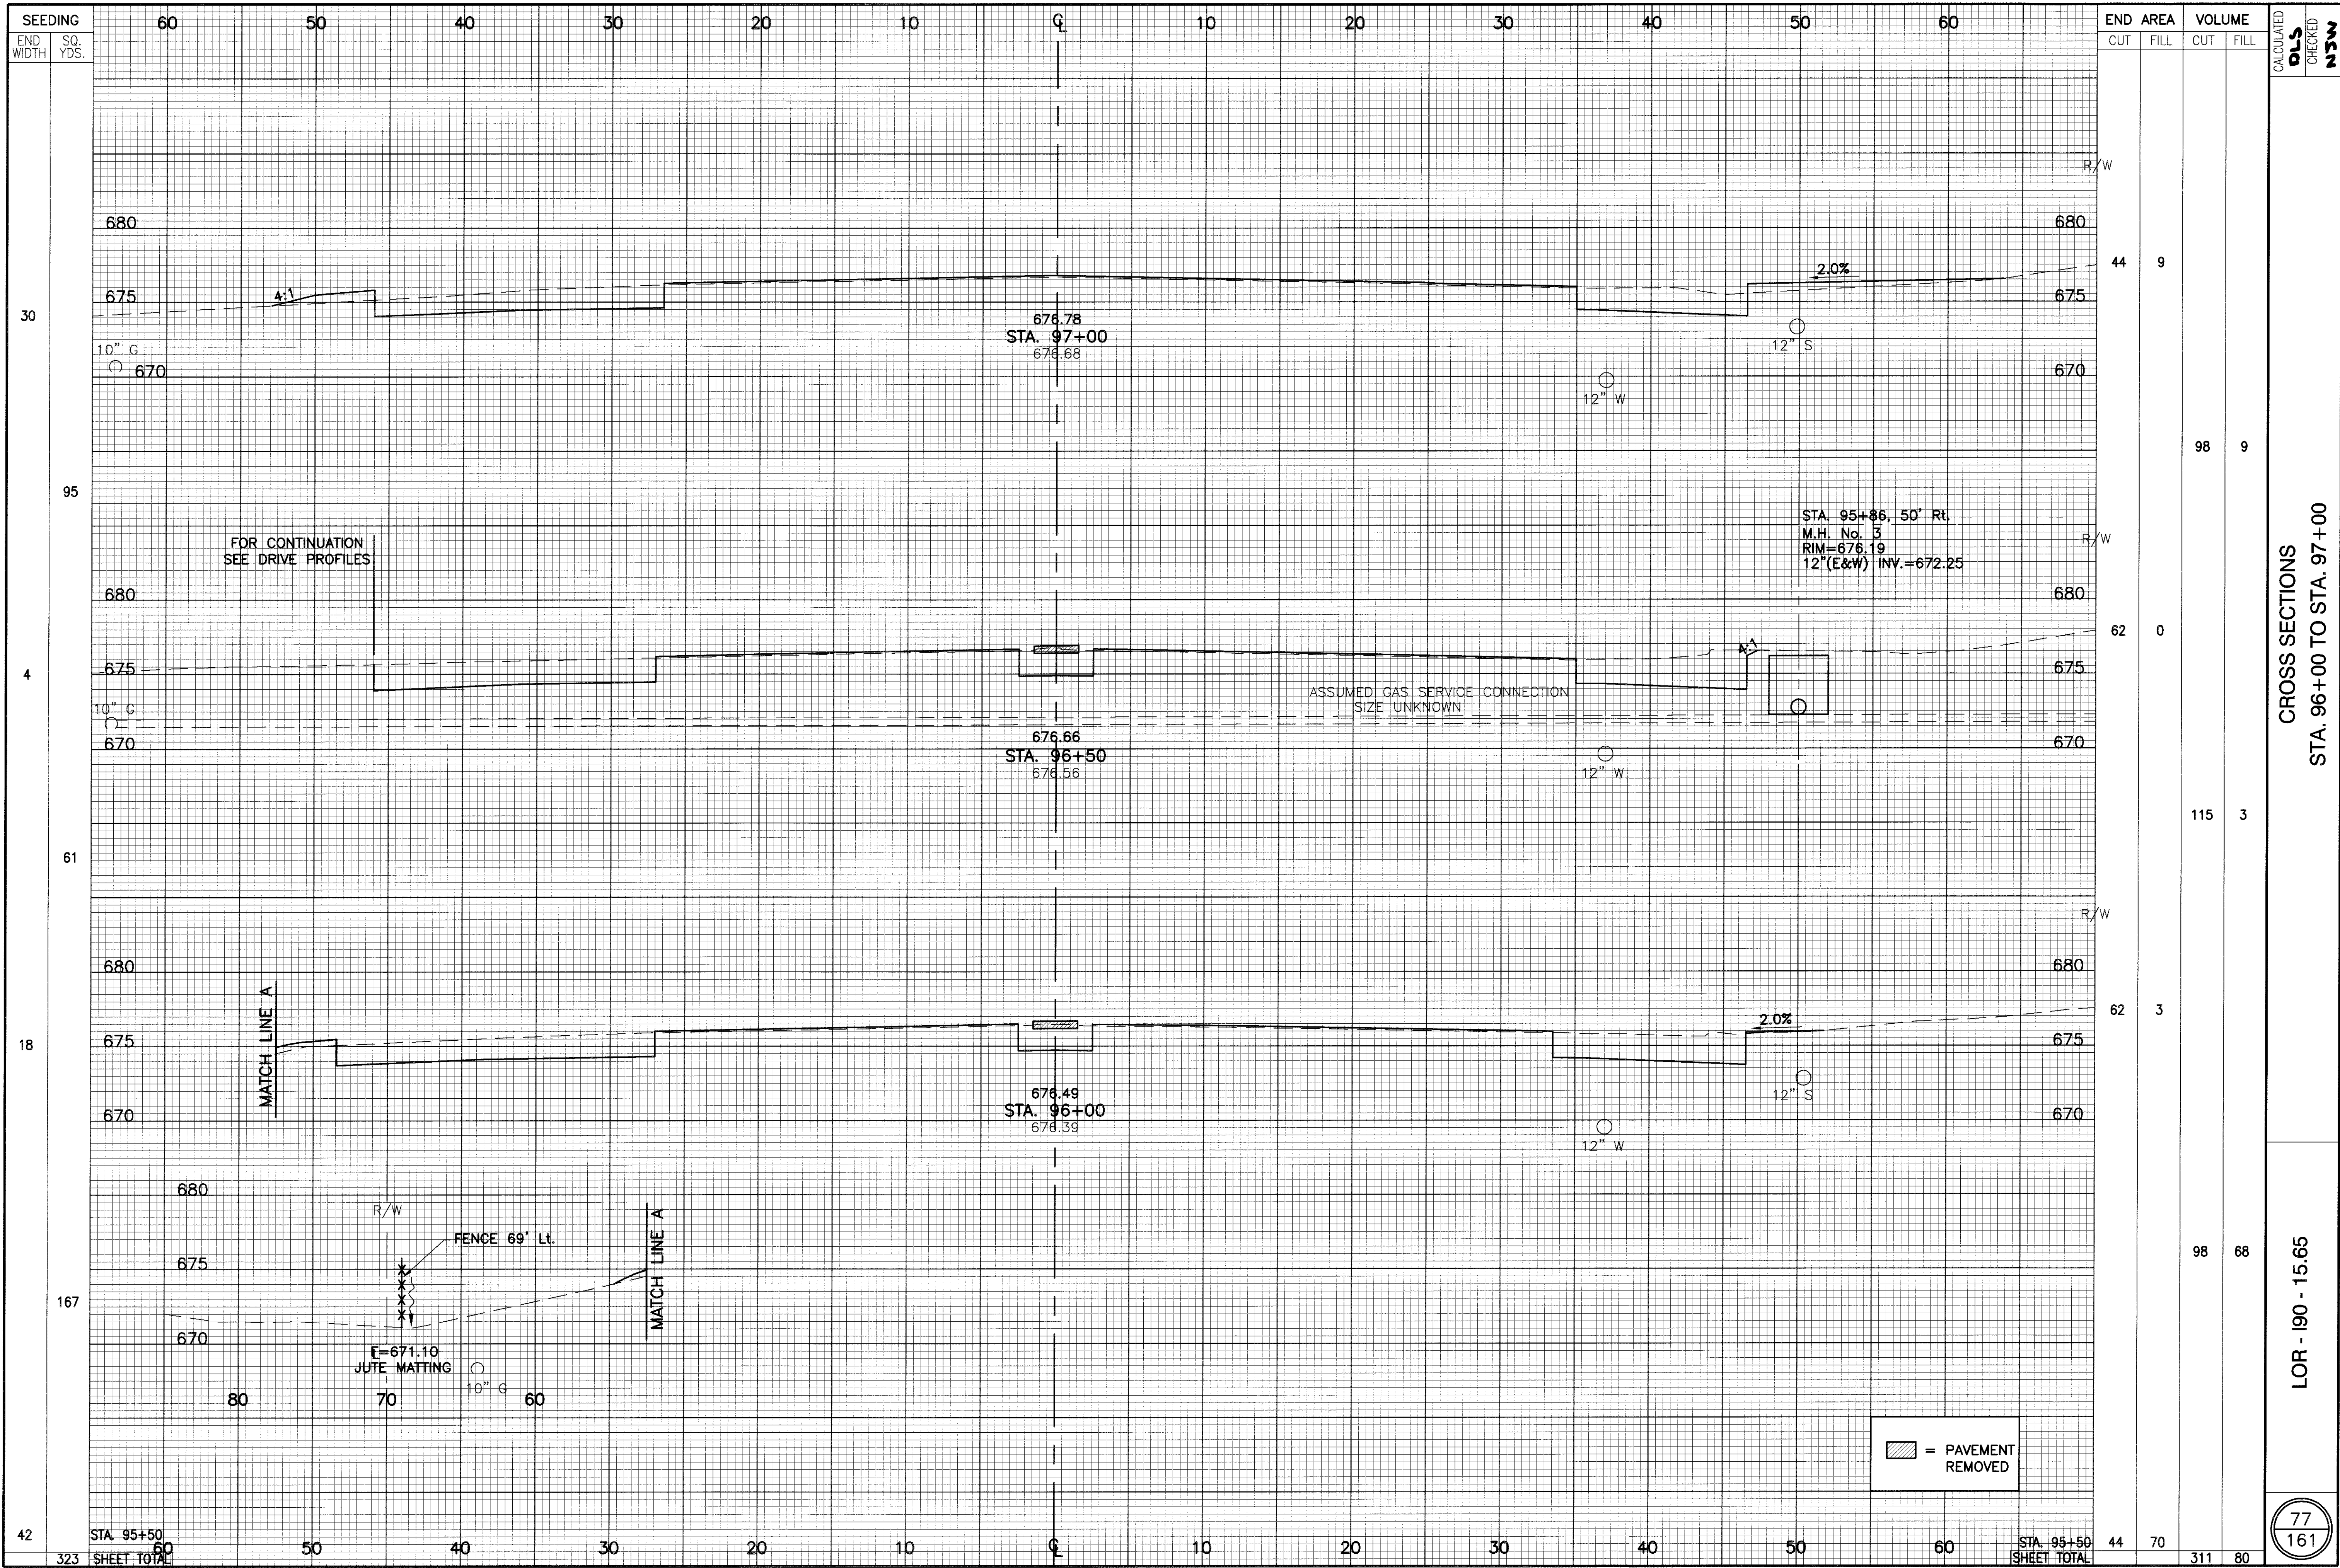 SEEDING
END WIDTH
SQ. YDS.
60 50 40 30 20 10 ℄ 10 20 30 40 50 60
END AREA VOLUME
CUT FILL CUT FILL
CALCULATED
DLS
CHECKED
R/W
680 680
44 9
2.0%
4:1
675 675
30
676.78
STA. 97+00
676.68
10" G
670 670
12" S
12" W
98 9
95
STA. 95+86, 50' Rt.
M.H. No. 3
RIM=676.19
12"(E&W) INV.=672.25
R/W
FOR CONTINUATION
SEE DRIVE PROFILES
680 680
62 0
4:1
675 675
4
ASSUMED GAS SERVICE CONNECTION
SIZE UNKNOWN
10" G
676.66
STA. 96+50
676.56
670 670
12" W
115 3
61
R/W
680 680
MATCH LINE A
62 3
2.0%
675 675
18
676.49
STA. 96+00
676.39
12" S
670 670
12" W
680
R/W
MATCH LINE A
FENCE 69' Lt.
98 68
675
167
670
E=671.10
JUTE MATTING
10" G
80 70 60
= PAVEMENT
REMOVED
42
STA. 95+50
60 50 40 30 20 10 ℄ 10 20 30 40 50 60
STA. 95+50
44 70
323 SHEET TOTAL
SHEET TOTAL
311 80
CROSS SECTIONS
STA. 96+00 TO STA. 97+00
LOR - I90 - 15.65
77
161